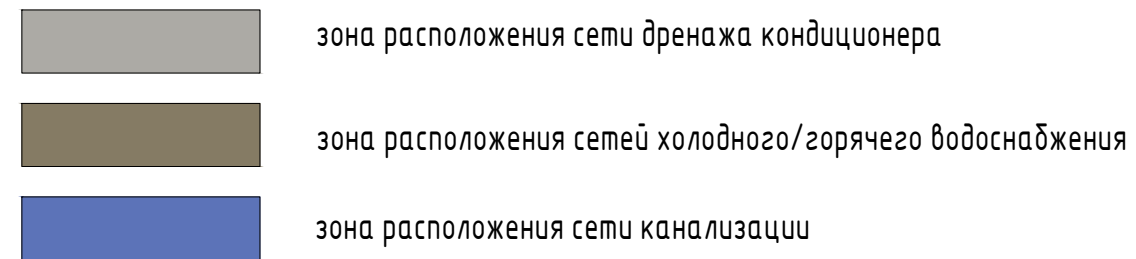 зона расположения сети дренажа кондиционера
зона расположения сетей холодного/горячего водоснабжения
зона расположения сети канализации